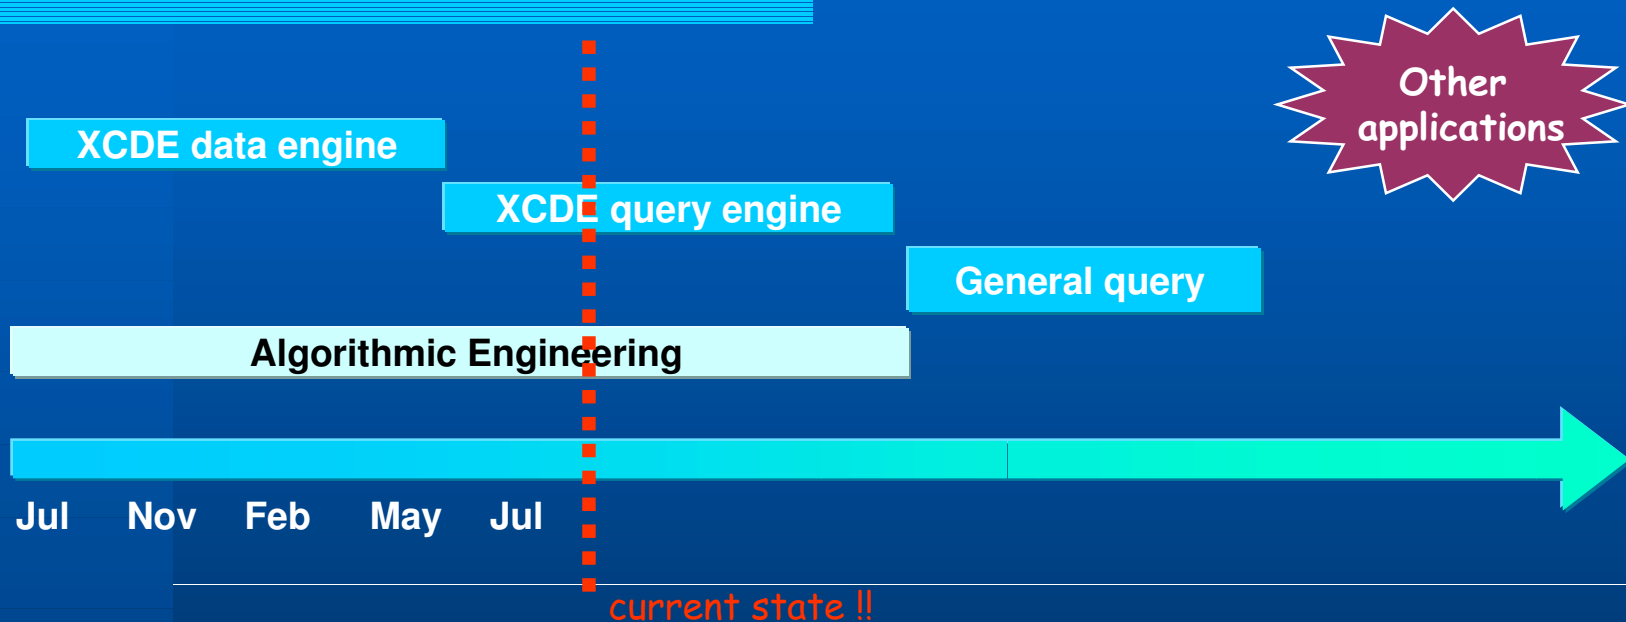 Other
applications
XCDE data engine
XCDE query engine
General query
Algorithmic Engineering
Jul Nov Feb May Jul
current state !!